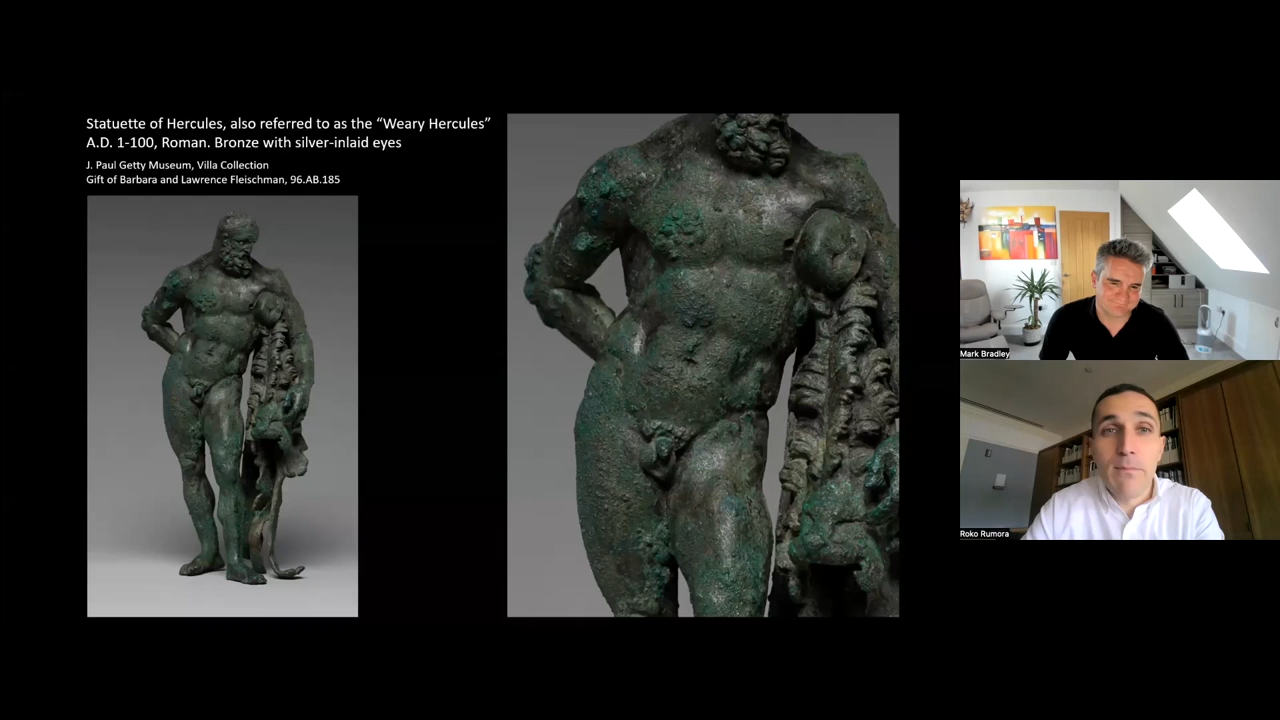 Statuette of Hercules, also referred to as the “Weary Hercules”
A.D. 1-100, Roman. Bronze with silver-inlaid eyes
J. Paul Getty Museum, Villa Collection
Gift of Barbara and Lawrence Fleischman, 96.AB.185
Mark Bradley
Roko Rumora